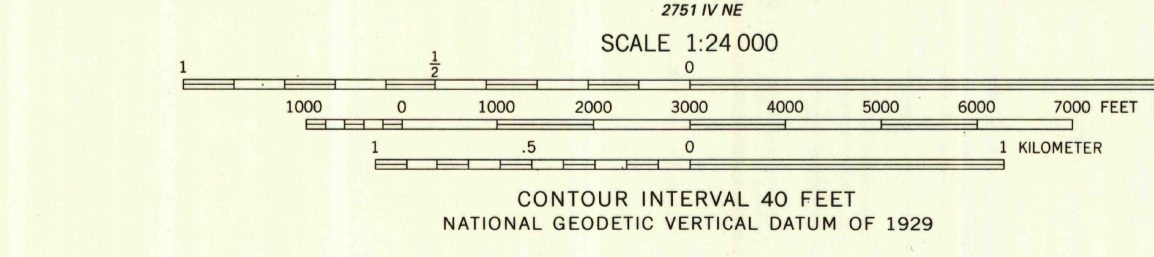 2751 IV NE
SCALE 1:24 000
1 1/2 0
1000 0 1000 2000 3000 4000 5000 6000 7000 FEET
1 .5 0 1 KILOMETER
CONTOUR INTERVAL 40 FEET
NATIONAL GEODETIC VERTICAL DATUM OF 1929